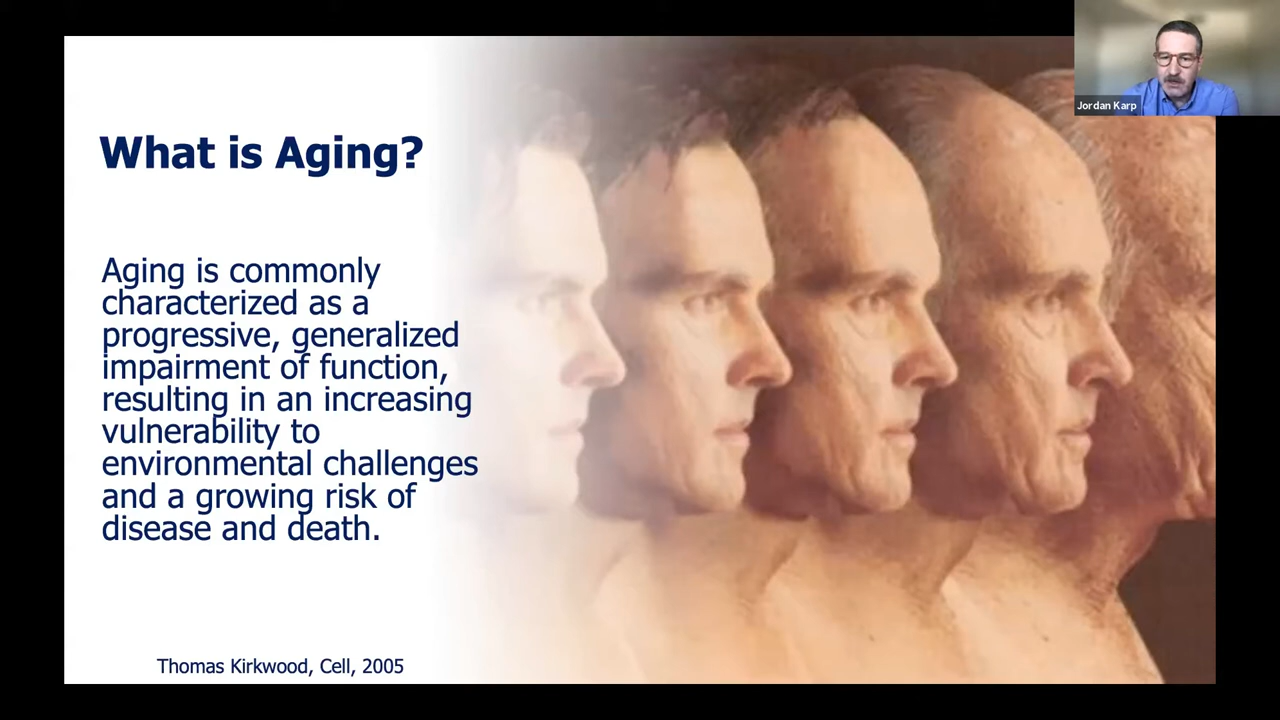 Jordan Karp
What is Aging?
Aging is commonly
characterized as a
progressive, generalized
impairment of function,
resulting in an increasing
vulnerability to
environmental challenges
and a growing risk of
disease and death.
Thomas Kirkwood, Cell, 2005